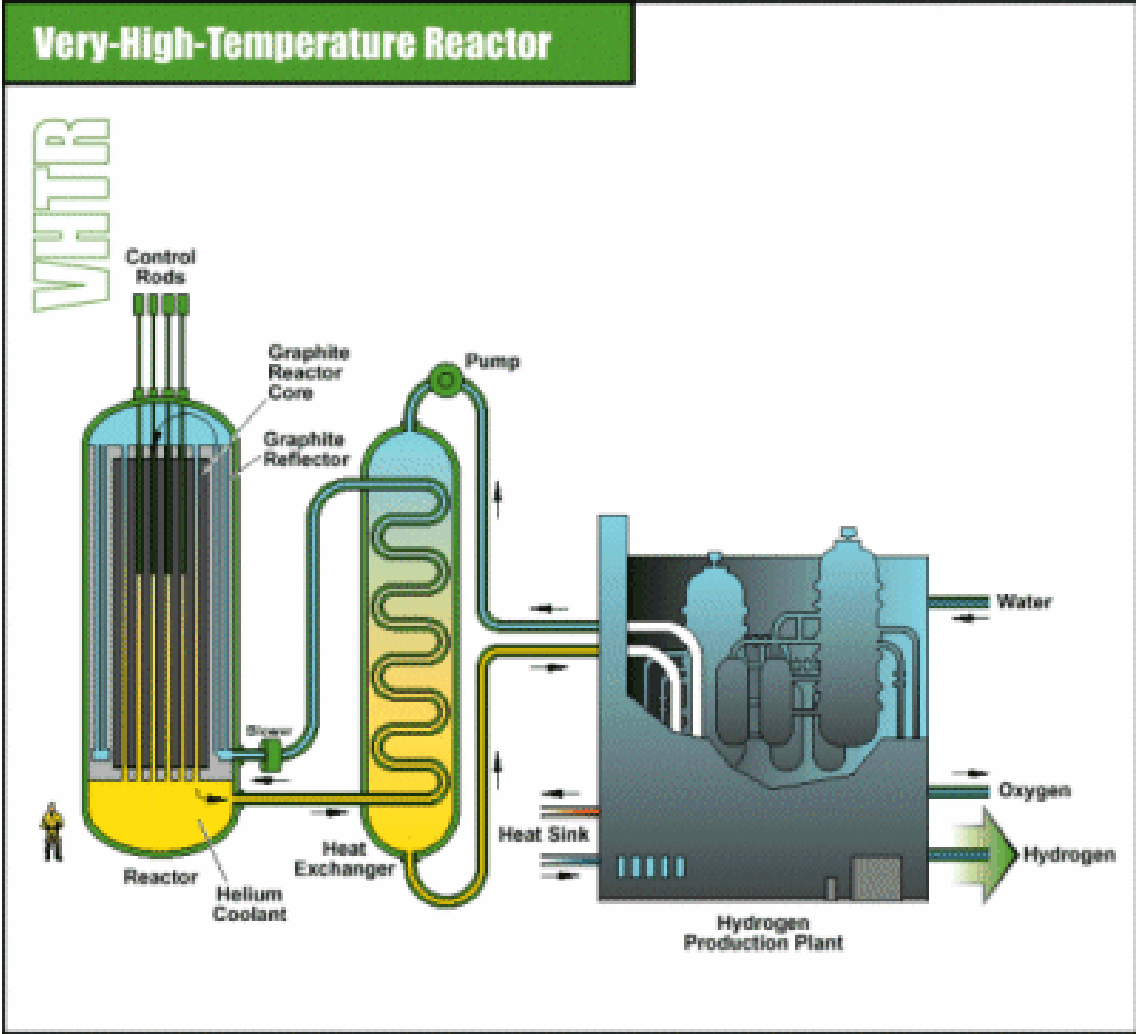 Very-High-Temperature Reactor
VHTR
Control
Rods
Graphite
Reactor
Core
Graphite
Reflector
Pump
Blower
Water
Oxygen
Heat Sink
Hydrogen
Heat
Exchanger
Reactor
Helium
Coolant
Hydrogen
Production Plant